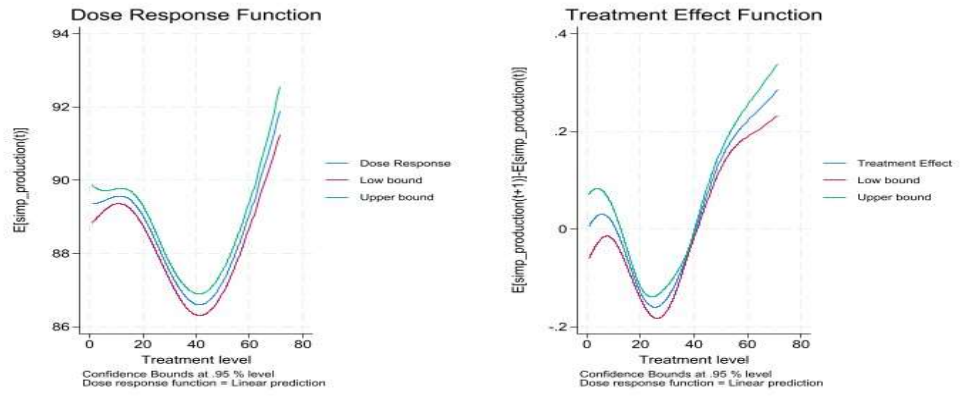 Dose Response Function
94
92
90
88
86
E[simp_production(t)]
0 20 40 60 80
Treatment level
Dose Response
Low bound
Upper bound
Confidence Bounds at .95 % level
Dose response function = Linear prediction
Treatment Effect Function
.4
.2
0
-.2
E[simp_production(t+1)]-E[simp_production(t)]
0 20 40 60 80
Treatment level
Treatment Effect
Low bound
Upper bound
Confidence Bounds at .95 % level
Dose response function = Linear prediction